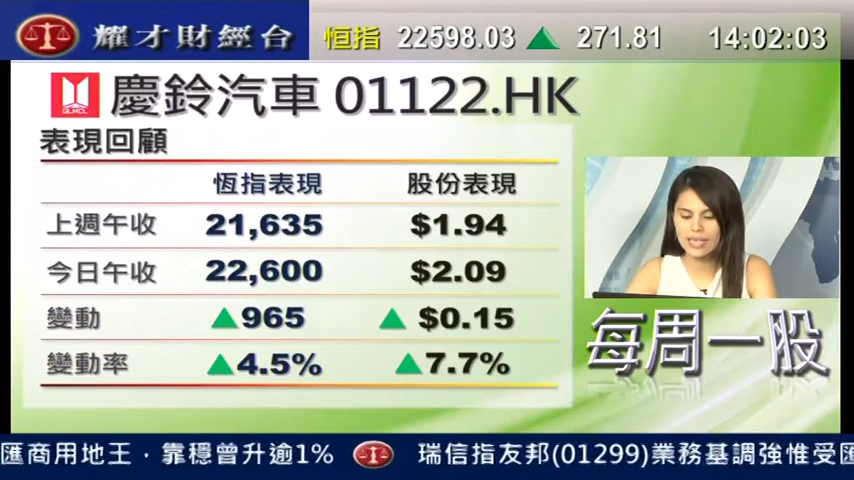 耀才財經台
恒指 22598.03 271.81 14:02:03
QLMCL 慶鈴汽車 01122.HK
表現回顧
恆指表現 股份表現
上週午收 21,635 $1.94
今日午收 22,600 $2.09
變動 965 $0.15
變動率 4.5% 7.7%
每周一股
匯商用地王，靠穩曾升逾1% 瑞信指友邦(01299)業務基調強惟受匯